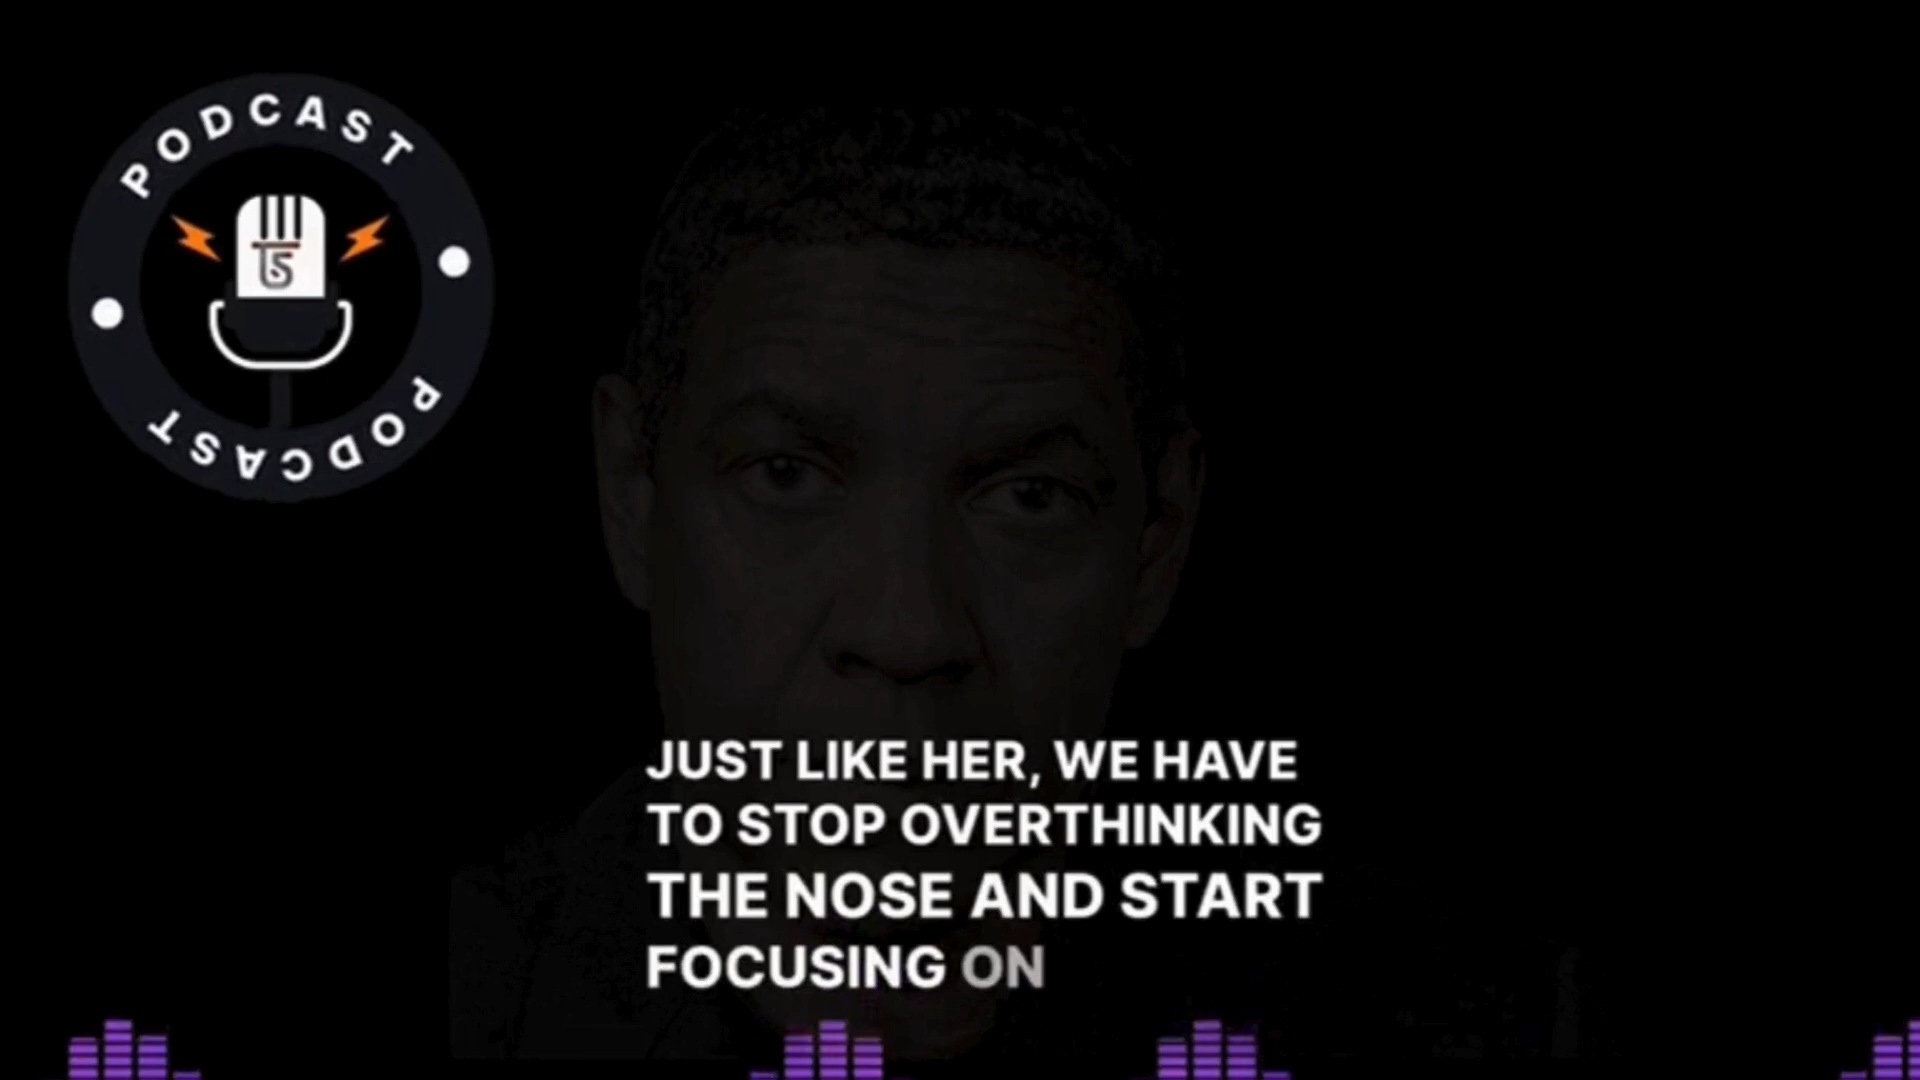 PODCAST
PODCAST
JUST LIKE HER, WE HAVE
TO STOP OVERTHINKING
THE NOSE AND START
FOCUSING ON